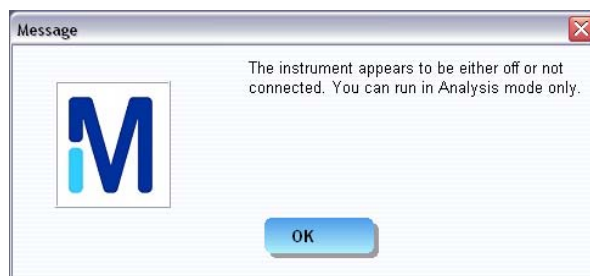 Message
The instrument appears to be either off or not
connected. You can run in Analysis mode only.
M
OK